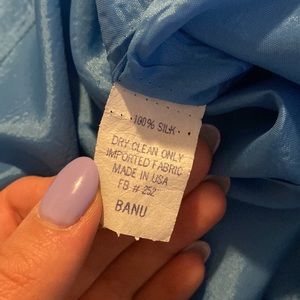 100% SILK
DRY CLEAN ONLY
IMPORTED FABRIC
MADE IN USA
FB # 252
BANU